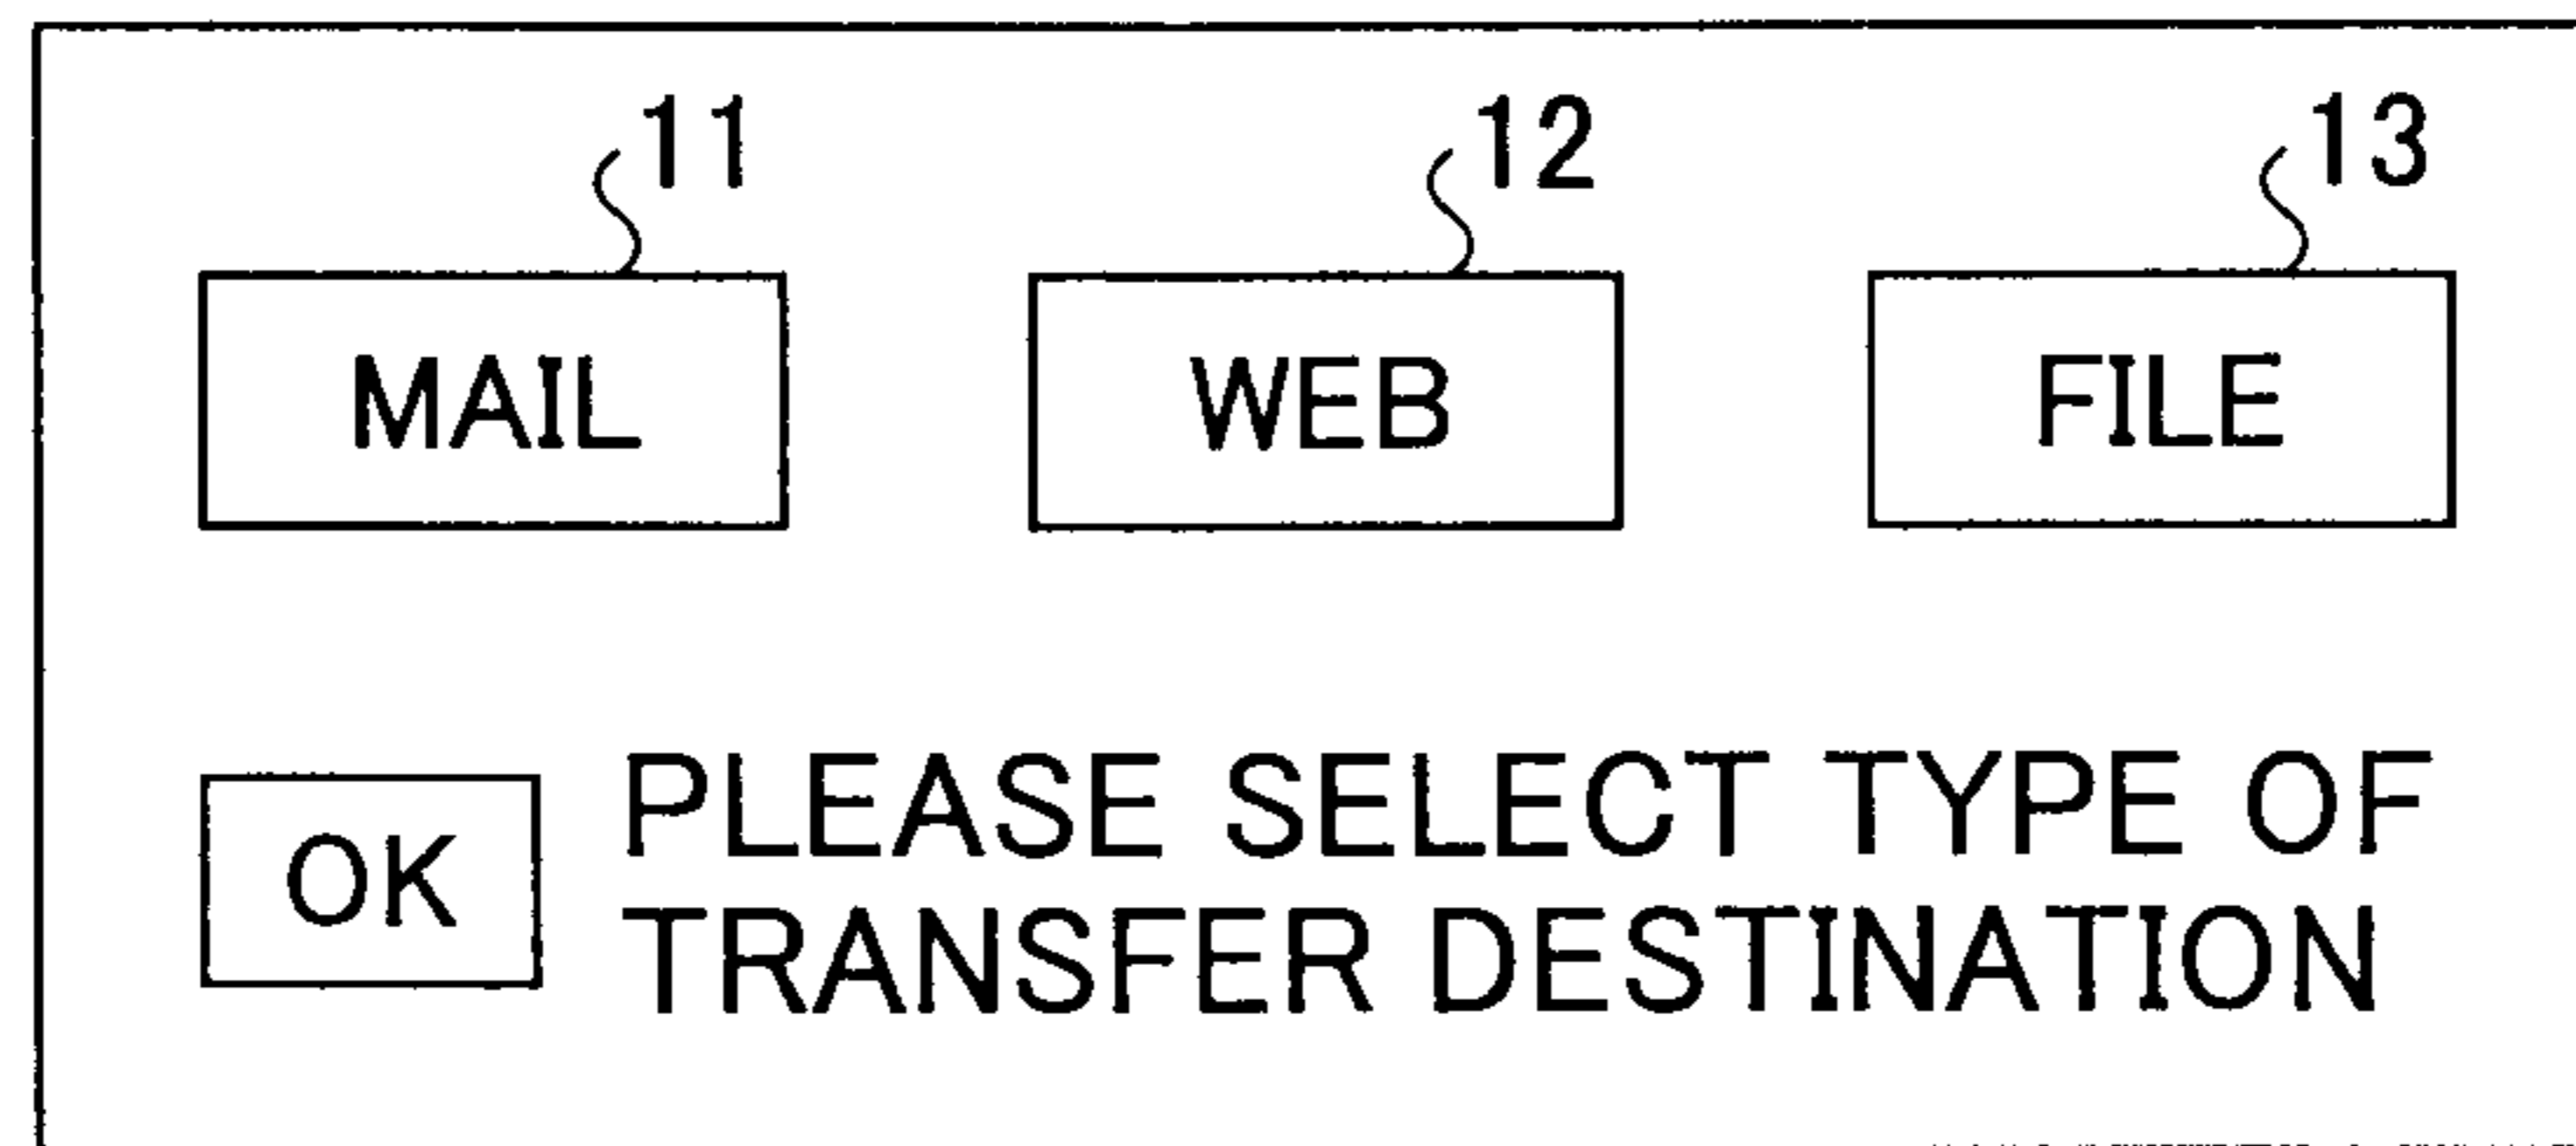 11 12 13
MAIL WEB FILE
OK PLEASE SELECT TYPE OF
TRANSFER DESTINATION